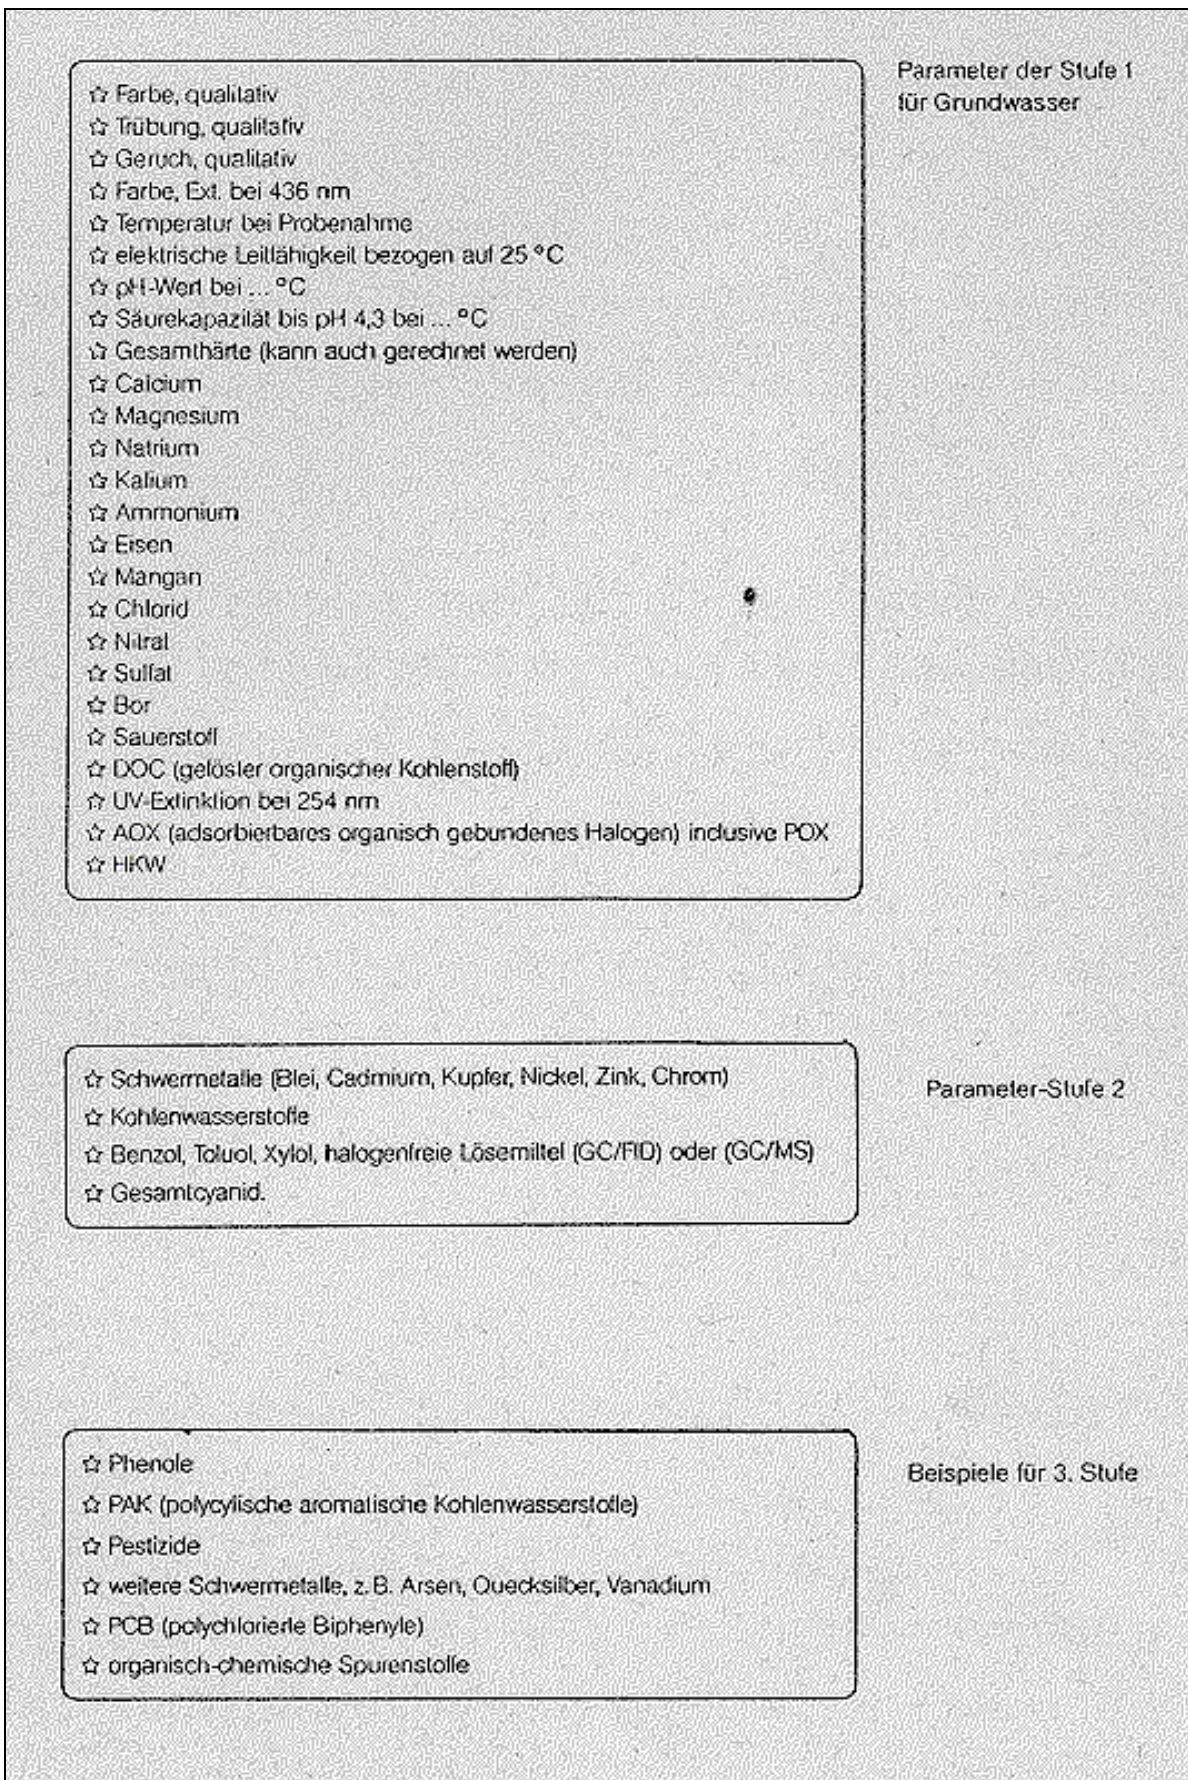 Parameter der Stufe 1
für Grundwasser
☆ Farbe, qualitativ
☆ Trübung, qualitativ
☆ Geruch, qualitativ
☆ Farbe, Ext. bei 436 nm
☆ Temperatur bei Probenahme
☆ elektrische Leitfähigkeit bezogen auf 25 °C
☆ pH-Wert bei ... °C
☆ Säurekapazität bis pH 4,3 bei ... °C
☆ Gesamthärte (kann auch gerechnet werden)
☆ Calcium
☆ Magnesium
☆ Natrium
☆ Kalium
☆ Ammonium
☆ Eisen
☆ Mangan
☆ Chlorid
☆ Nitrat
☆ Sulfat
☆ Bor
☆ Sauerstoff
☆ DOC (gelöster organischer Kohlenstoff)
☆ UV-Extinktion bei 254 nm
☆ AOX (adsorbierbares organisch gebundenes Halogen) inclusive POX
☆ HKW
Parameter-Stufe 2
☆ Schwermetalle (Blei, Cadmium, Kupfer, Nickel, Zink, Chrom)
☆ Kohlenwasserstoffe
☆ Benzol, Toluol, Xylol, halogenfreie Lösemittel (GC/FID) oder (GC/MS)
☆ Gesamtcyanid.
Beispiele für 3. Stufe
☆ Phenole
☆ PAK (polycylische aromatische Kohlenwasserstoffe)
☆ Pestizide
☆ weitere Schwermetalle, z. B. Arsen, Quecksilber, Vanadium
☆ PCB (polychlorierte Biphenyle)
☆ organisch-chemische Spurenstoffe